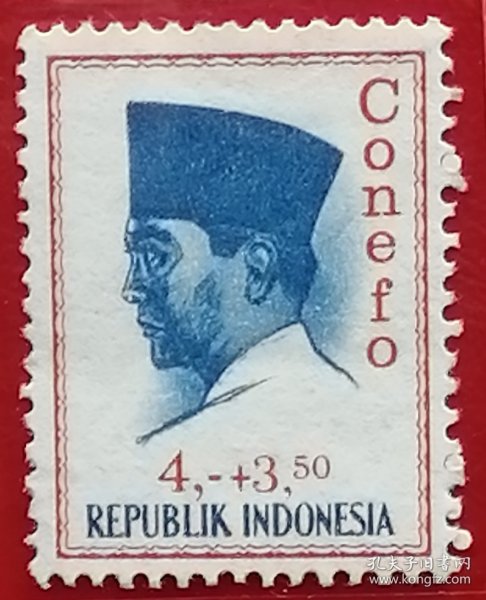 Conefo
4,-+3,50
REPUBLIK INDONESIA
孔夫子旧书网
www.kongfz.com